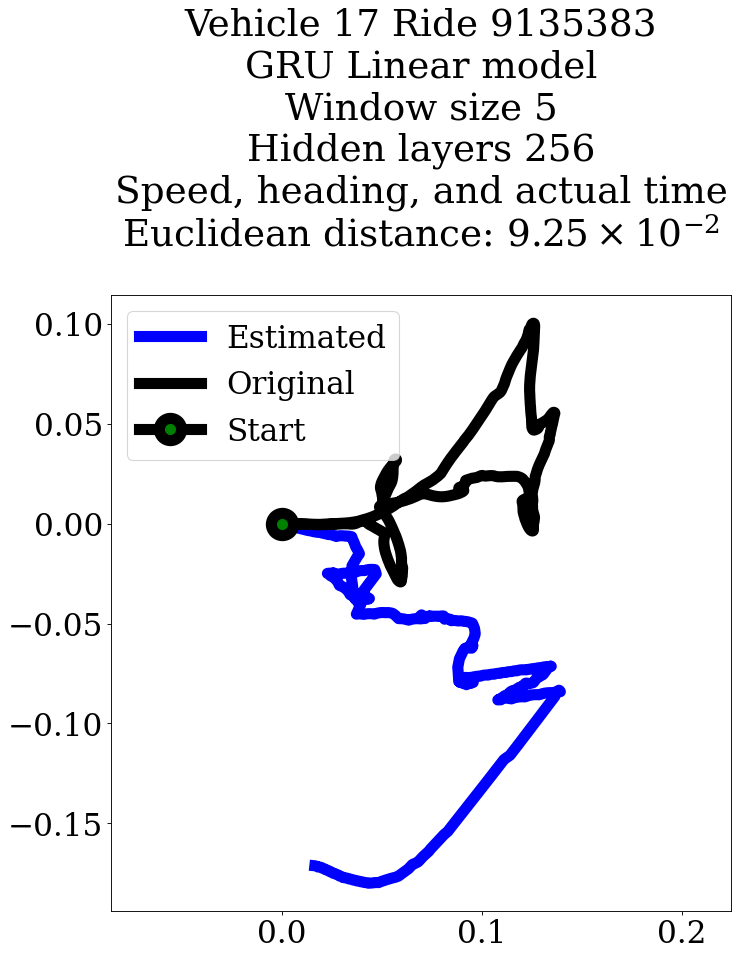 Vehicle 17 Ride 9135383
GRU Linear model
Window size 5
Hidden layers 256
Speed, heading, and actual time
Euclidean distance: 9.25 × 10⁻²
Estimated
Original
Start
0.10
0.05
0.00
−0.05
−0.10
−0.15
0.0 0.1 0.2